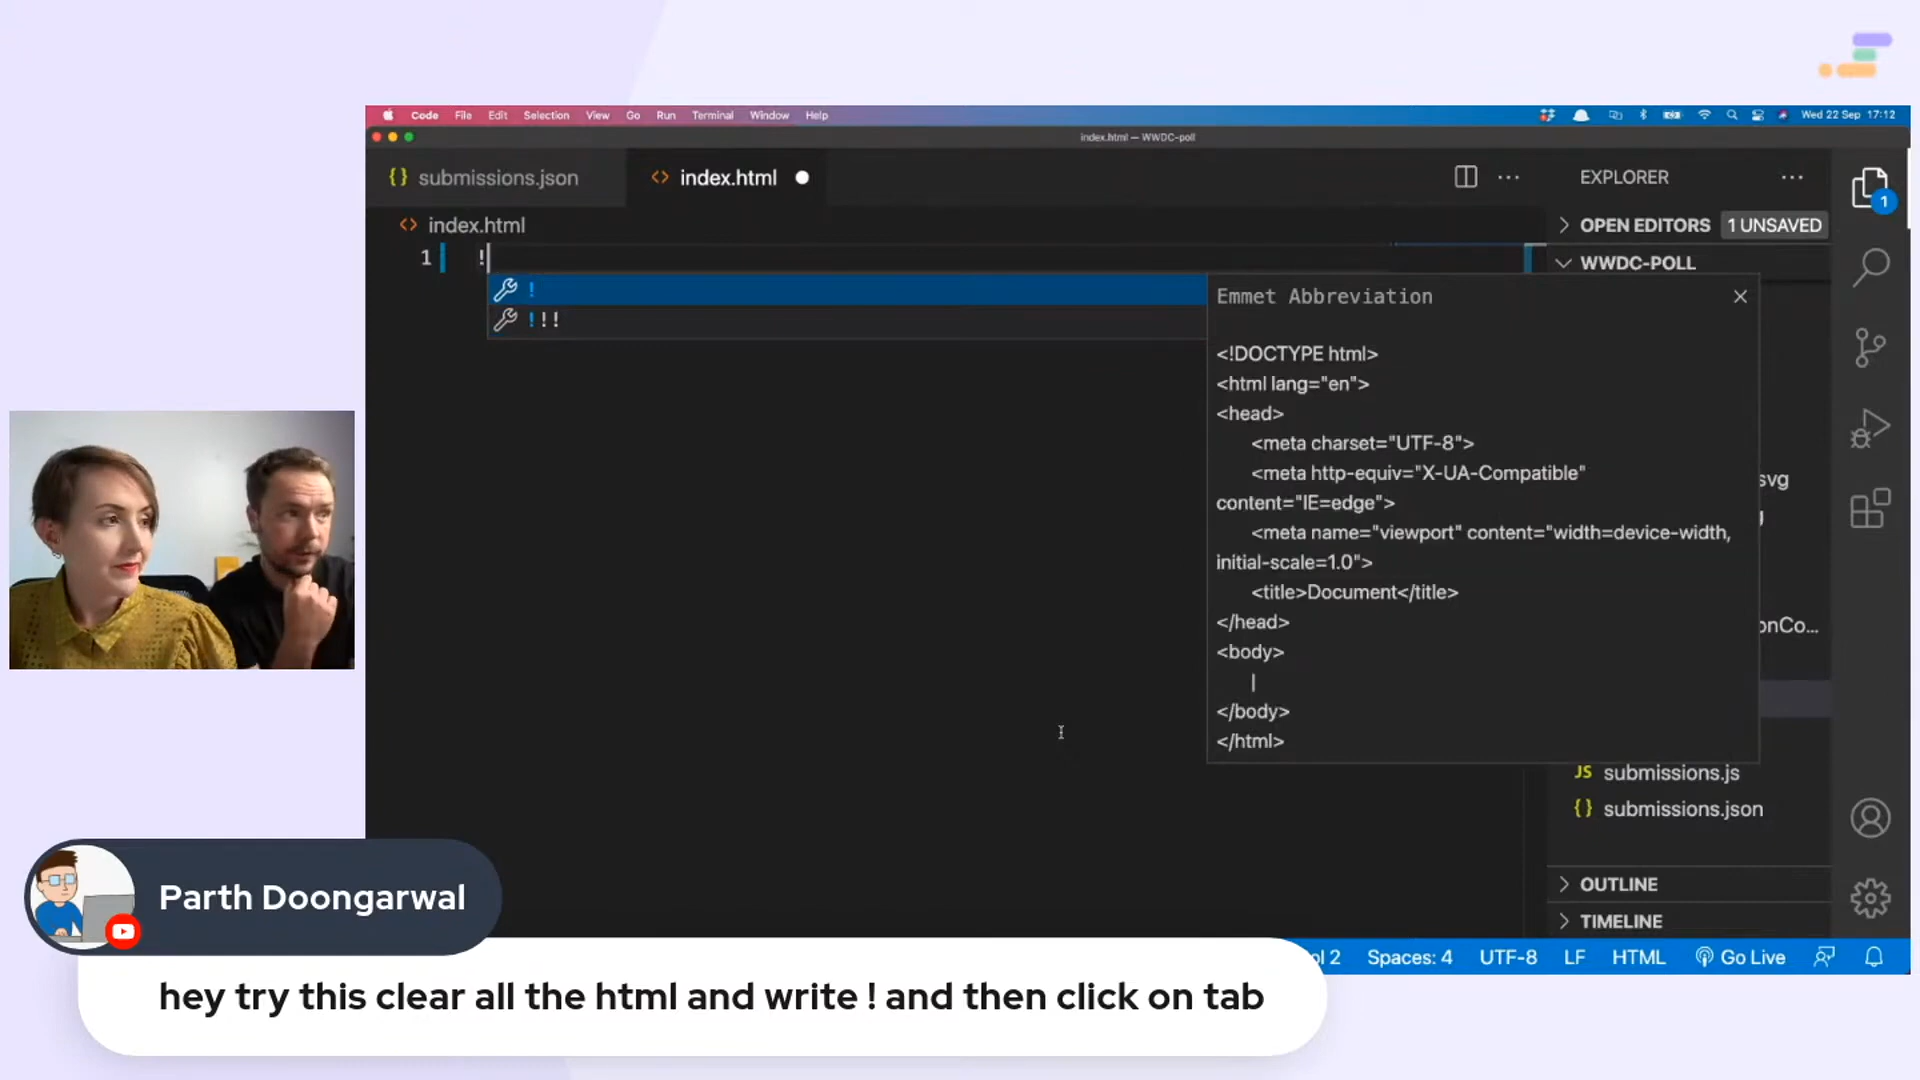 Code File Edit Selection View Go Run Terminal Window Help
Wed 22 Sep 17:12
index.html — WWDC-poll
{} submissions.json
<> index.html
EXPLORER
<> index.html
OPEN EDITORS 1 UNSAVED
1 !
WWDC-POLL
!
!!!
Emmet Abbreviation
<!DOCTYPE html>
<html lang="en">
<head>
<meta charset="UTF-8">
<meta http-equiv="X-UA-Compatible"
content="IE=edge">
<meta name="viewport" content="width=device-width,
initial-scale=1.0">
<title>Document</title>
</head>
<body>
|
</body>
</html>
svg
onCo...
JS submissions.js
{} submissions.json
OUTLINE
TIMELINE
1
ol 2 Spaces: 4 UTF-8 LF HTML Go Live
Parth Doongarwal
hey try this clear all the html and write ! and then click on tab